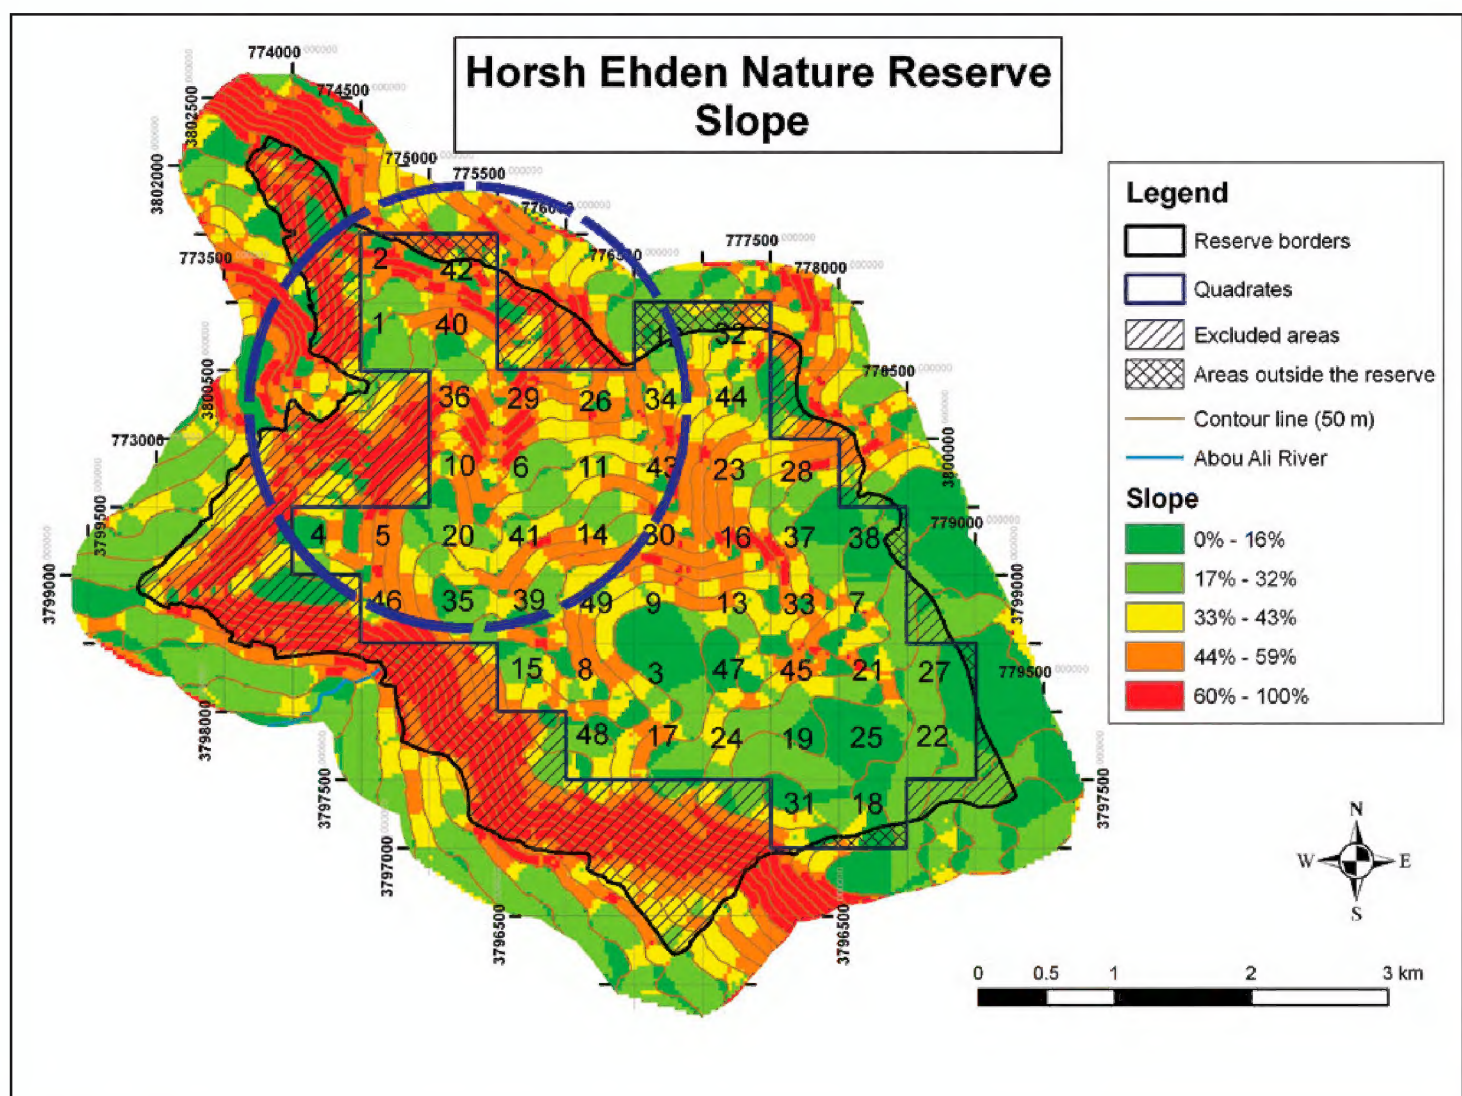 Horsh Ehden Nature Reserve
Slope
774000
774500
775000
775500
776500
777500
778000
778500
779000
779500
773500
773000
3802500
3802000
3800500
3799500
3799000
3798000
3797500
3797000
3796500
3796500
3797500
3799000
3800000
2 42
1 40 1 32
36 29 26 34 44
10 6 11 43 23 28
4 5 20 41 14 30 16 37 38
46 35 39 49 9 13 33 7
15 8 3 47 45 21 27
48 17 24 19 25 22
31 18
Legend
Reserve borders
Quadrates
Excluded areas
Areas outside the reserve
Contour line (50 m)
Abou Ali River
Slope
0% - 16%
17% - 32%
33% - 43%
44% - 59%
60% - 100%
N
W E
S
0 0.5 1 2 3 km